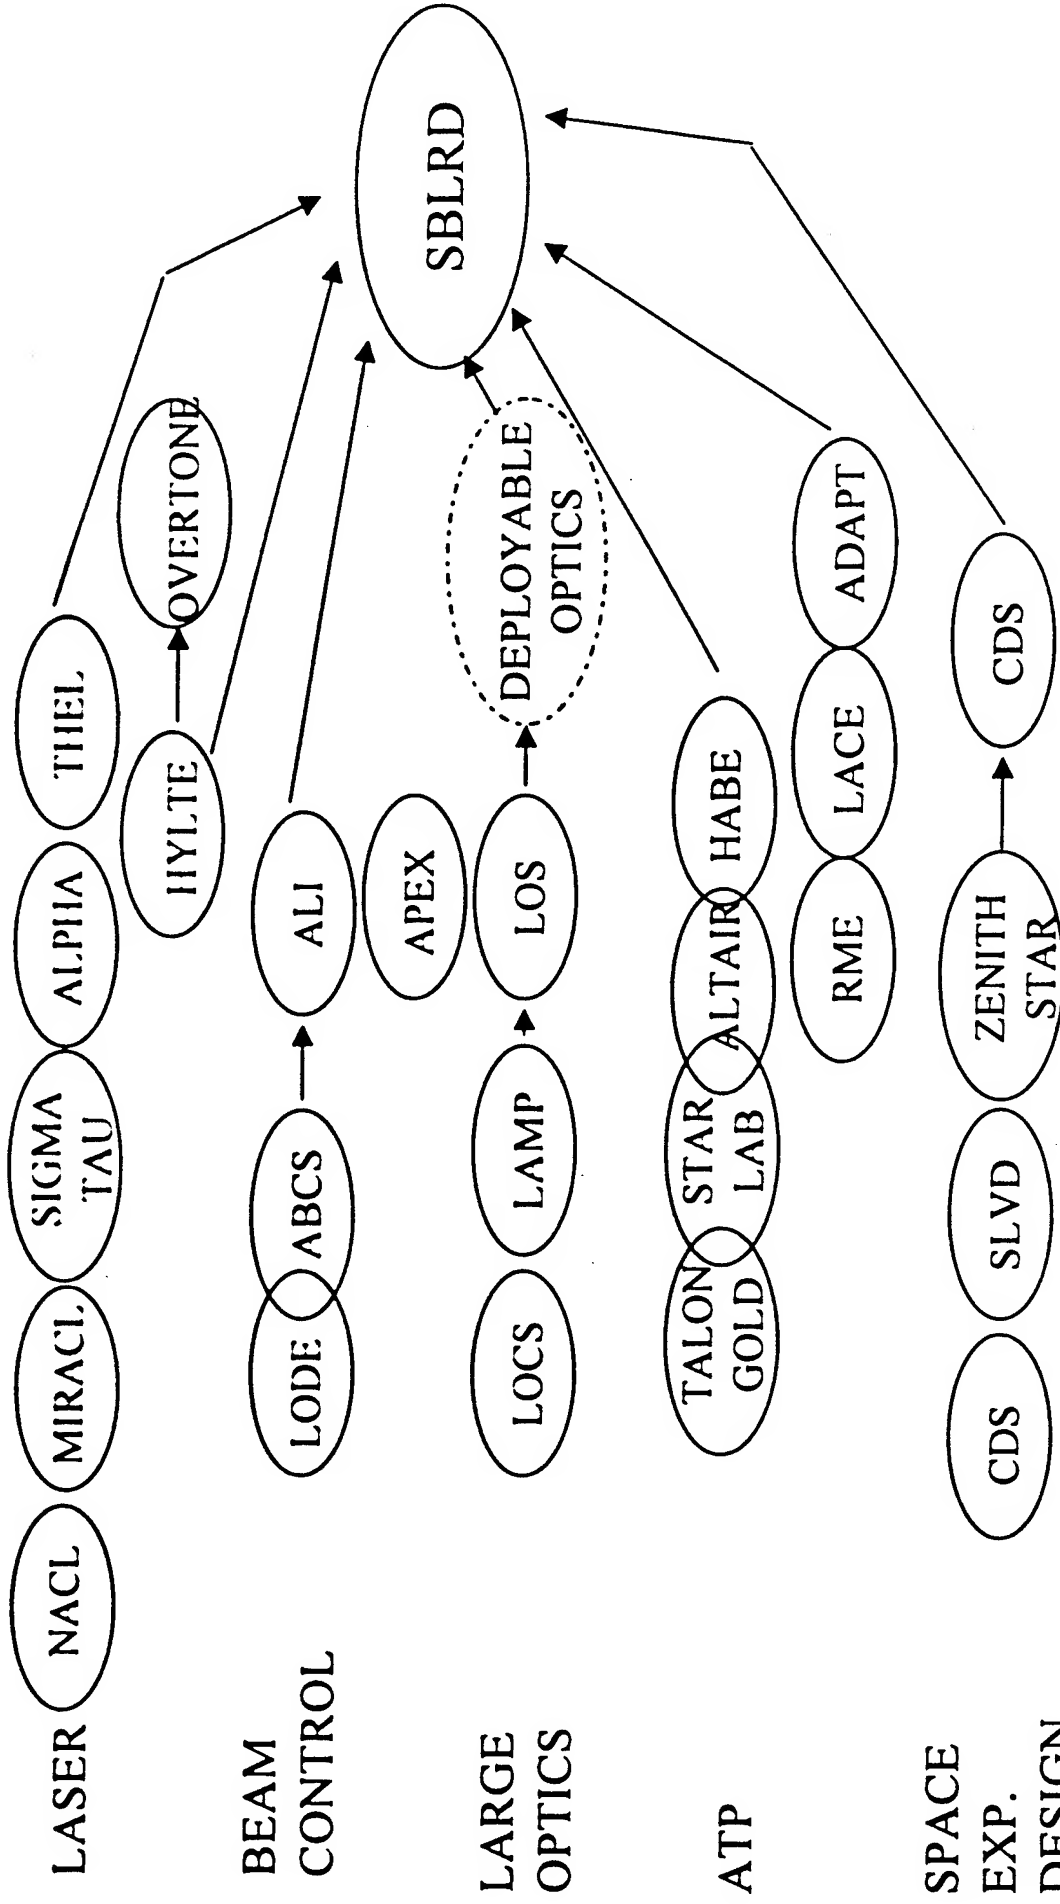 LASER
NACL
MIRACL
SIGMA
TAU
ALPHA
THEL
HYLTE
OVERTONE
BEAM
CONTROL
LODE
ABCS
ALI
APEX
SBLRD
LARGE
OPTICS
LOCS
LAMP
LOS
DEPLOYABLE
OPTICS
ATP
TALON
GOLD
STAR
LAB
ALTAIR
HABE
RME
LACE
ADAPT
SPACE
EXP.
DESIGN
CDS
SLVD
ZENITH
STAR
CDS